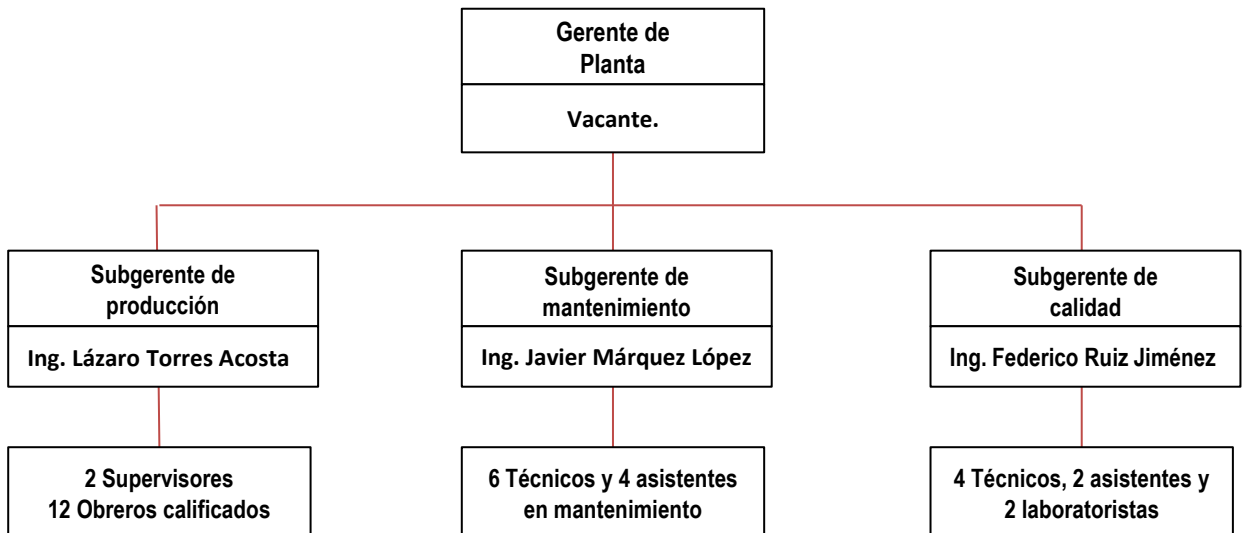 Gerente de
Planta
Vacante.
Subgerente de
producción
Ing. Lázaro Torres Acosta
2 Supervisores
12 Obreros calificados
Subgerente de
mantenimiento
Ing. Javier Márquez López
6 Técnicos y 4 asistentes
en mantenimiento
Subgerente de
calidad
Ing. Federico Ruiz Jiménez
4 Técnicos, 2 asistentes y
2 laboratoristas